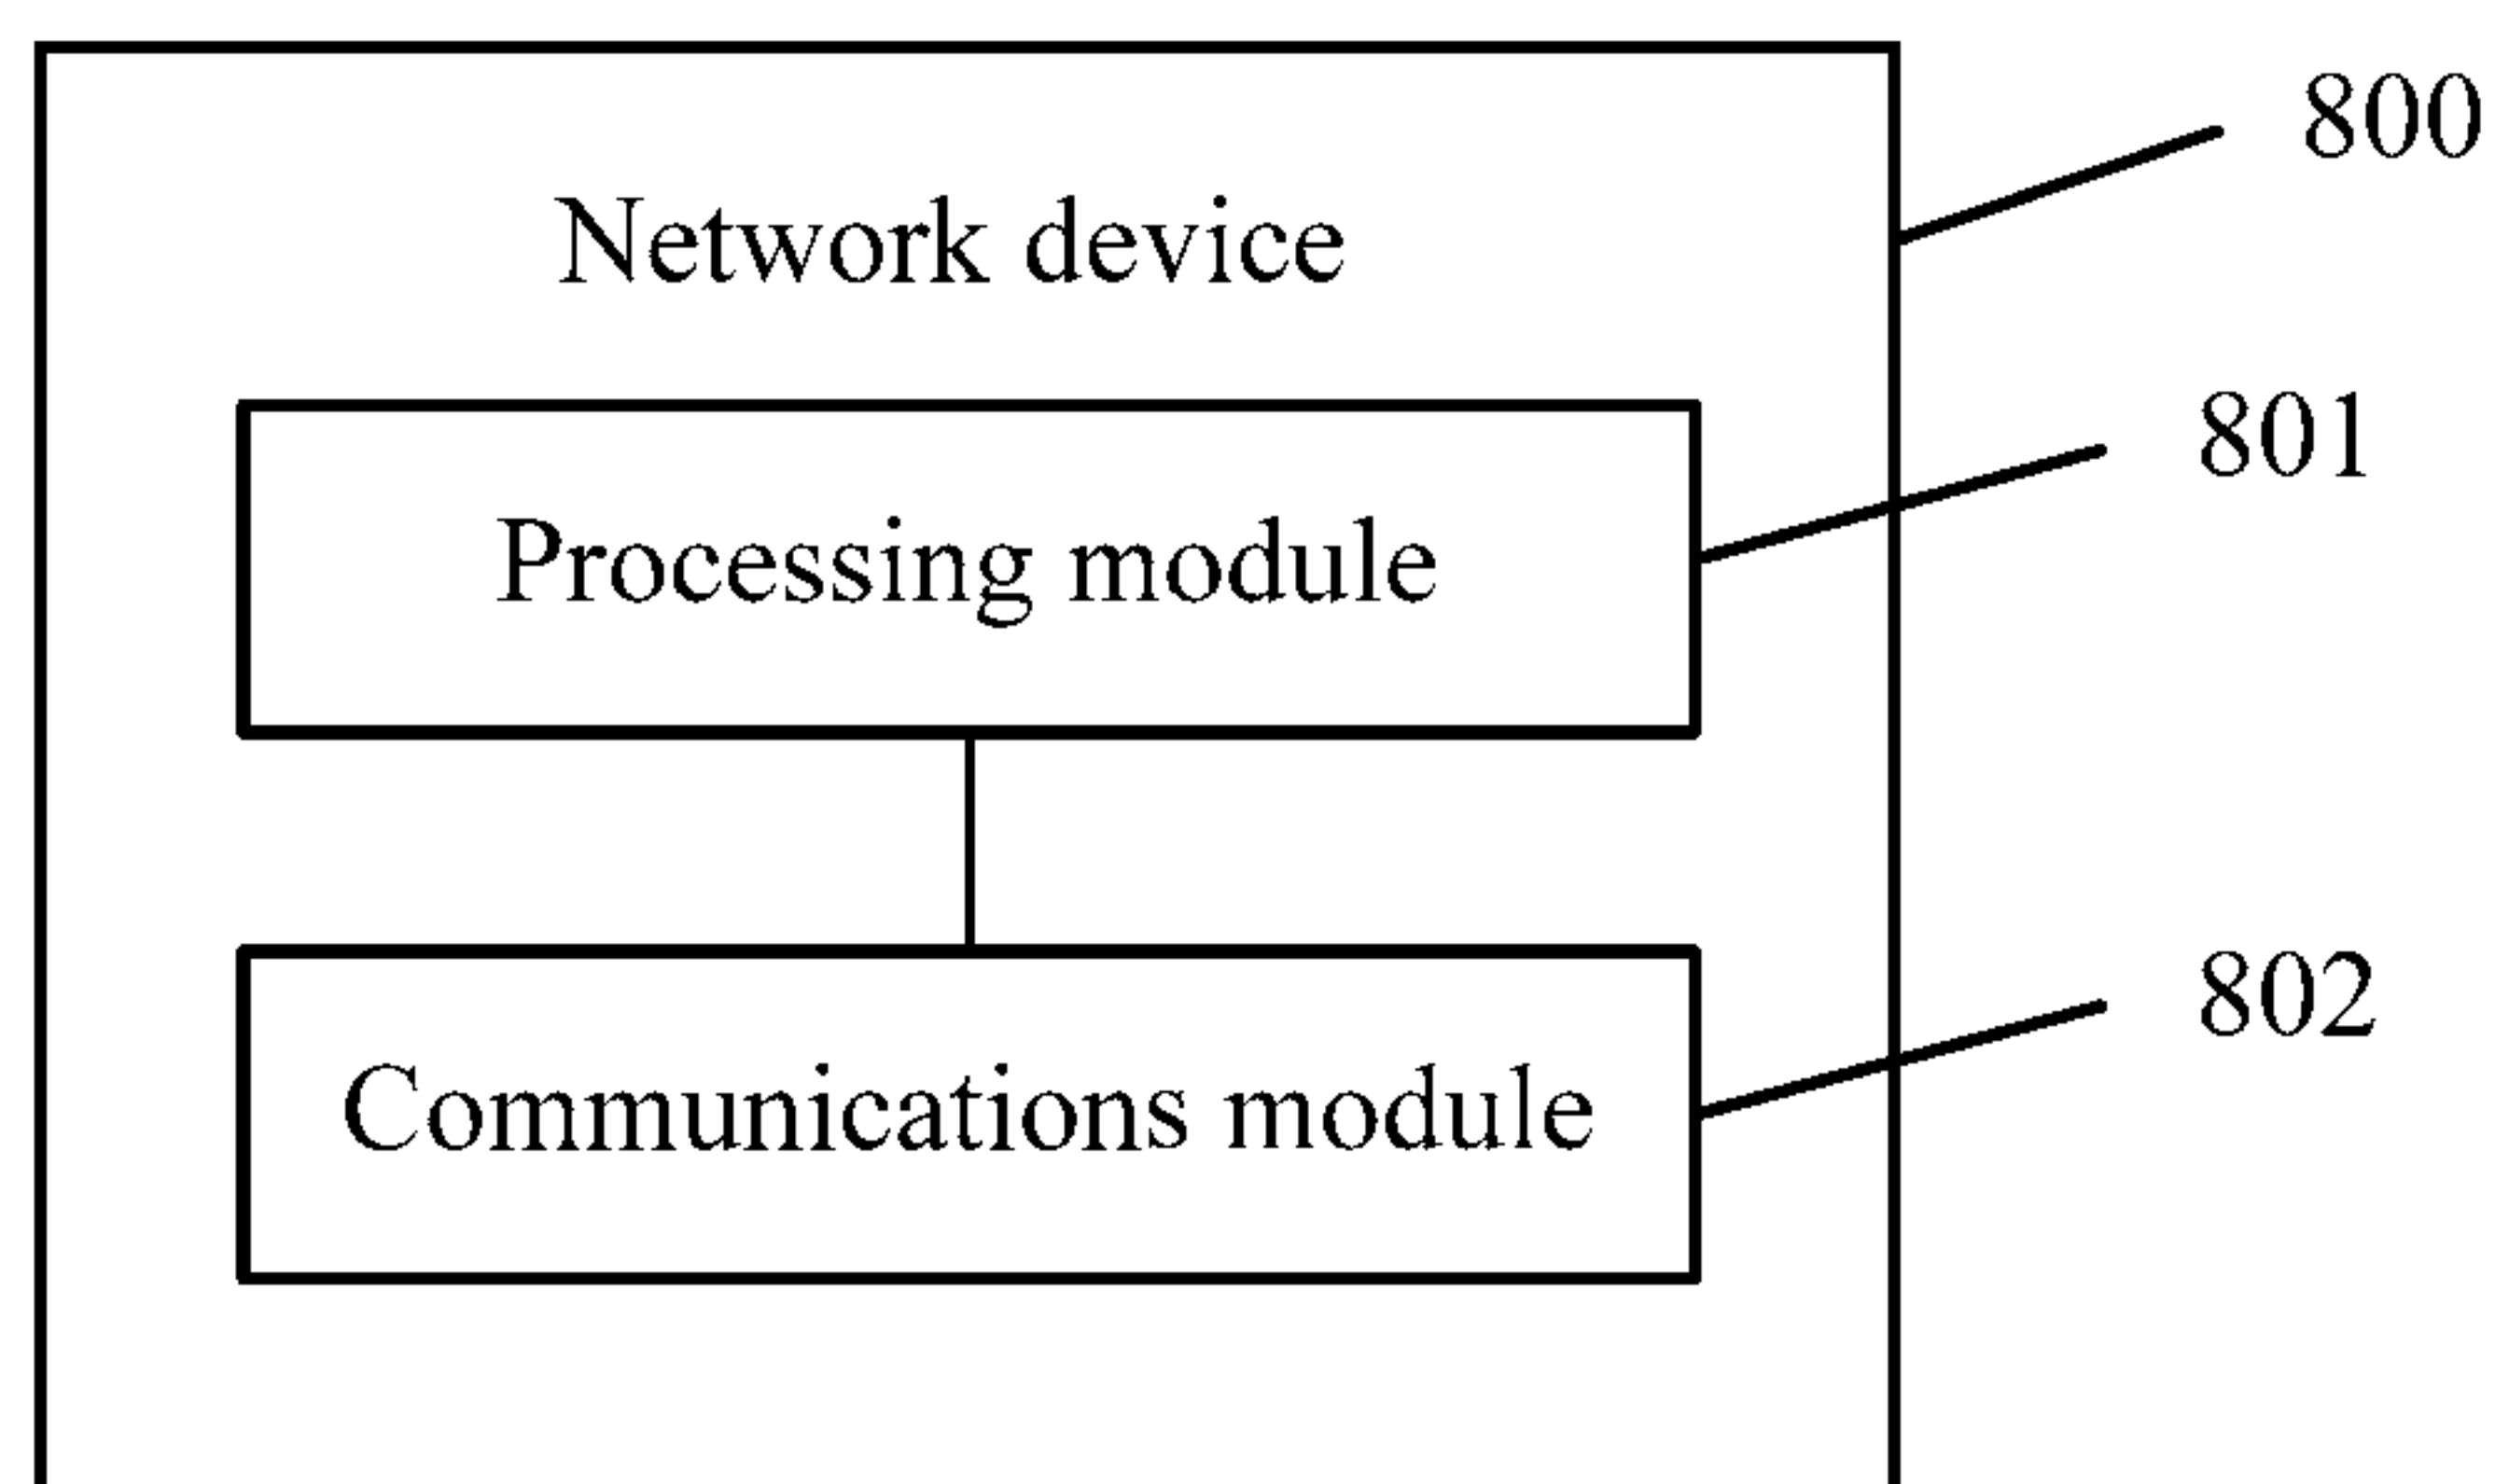 800
Network device
801
Processing module
802
Communications module